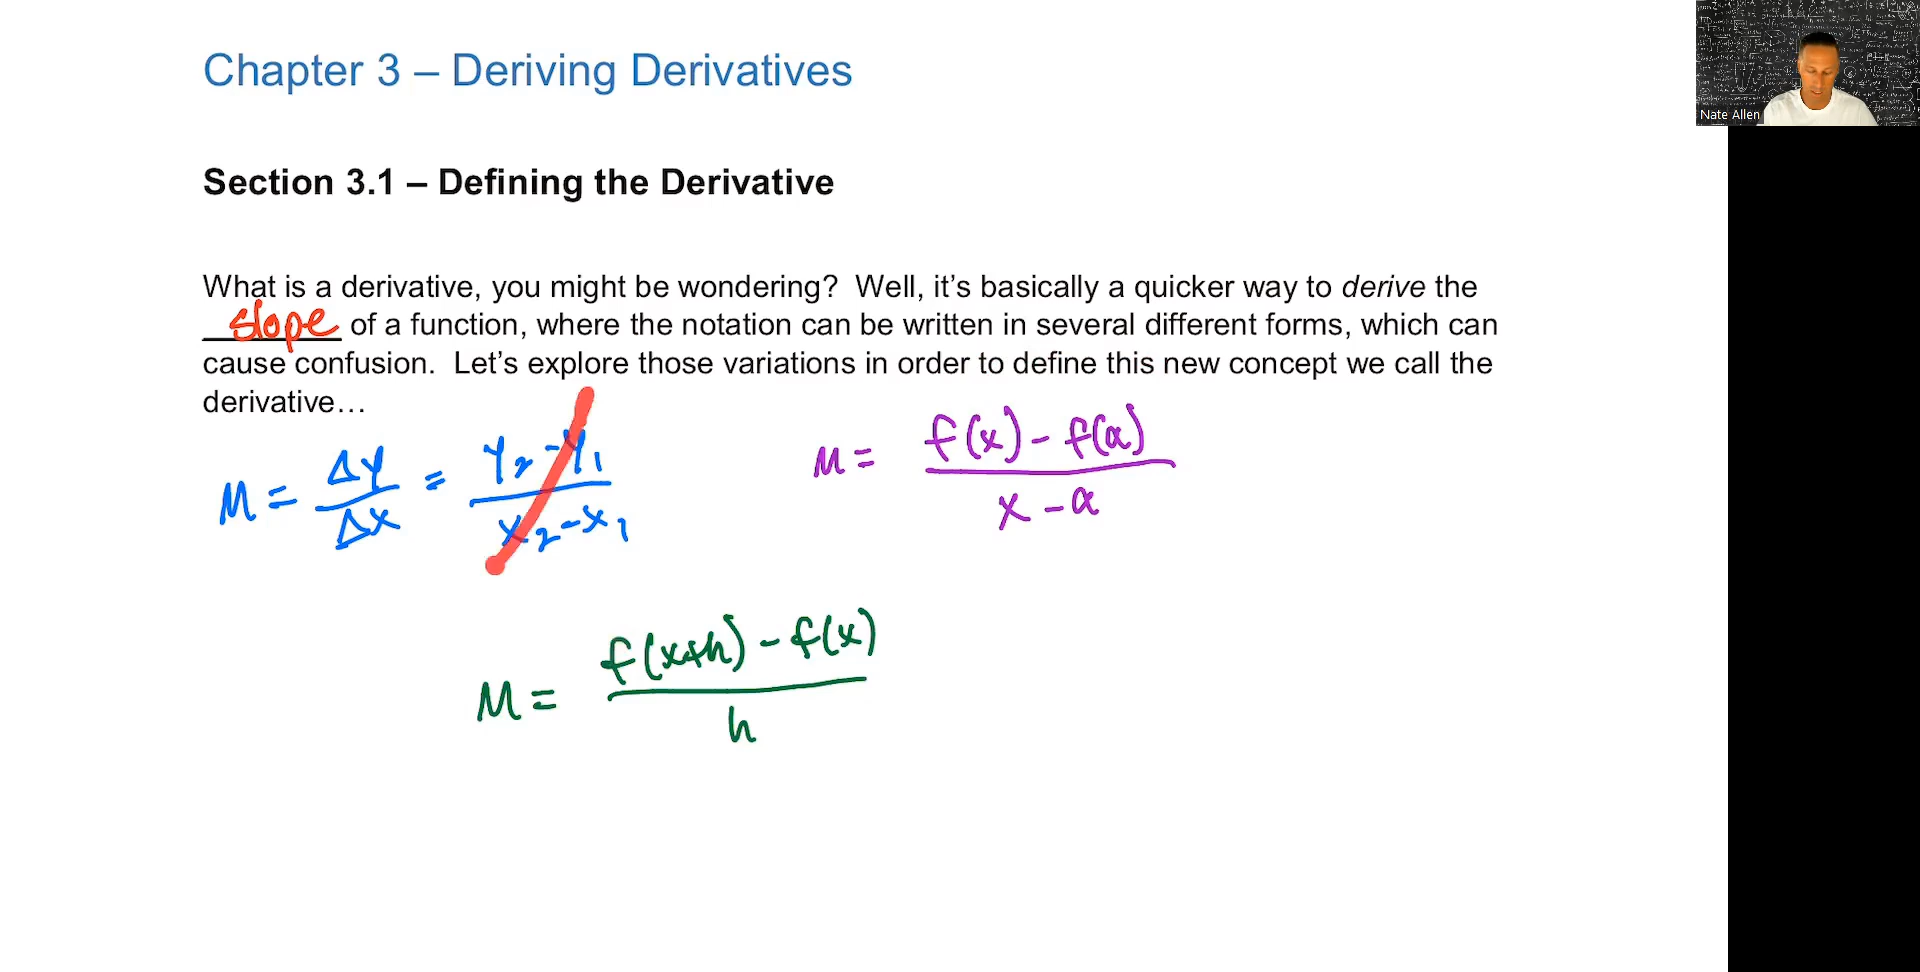 Chapter 3 – Deriving Derivatives
Nate Allen
Section 3.1 – Defining the Derivative
What is a derivative, you might be wondering?  Well, it’s basically a quicker way to derive the
slope of a function, where the notation can be written in several different forms, which can
cause confusion.  Let’s explore those variations in order to define this new concept we call the
derivative…
M = Δy/Δx = y₂-y₁/x₂-x₁
M = f(x)-f(a)/x-a
M = f(x+h)-f(x)/h